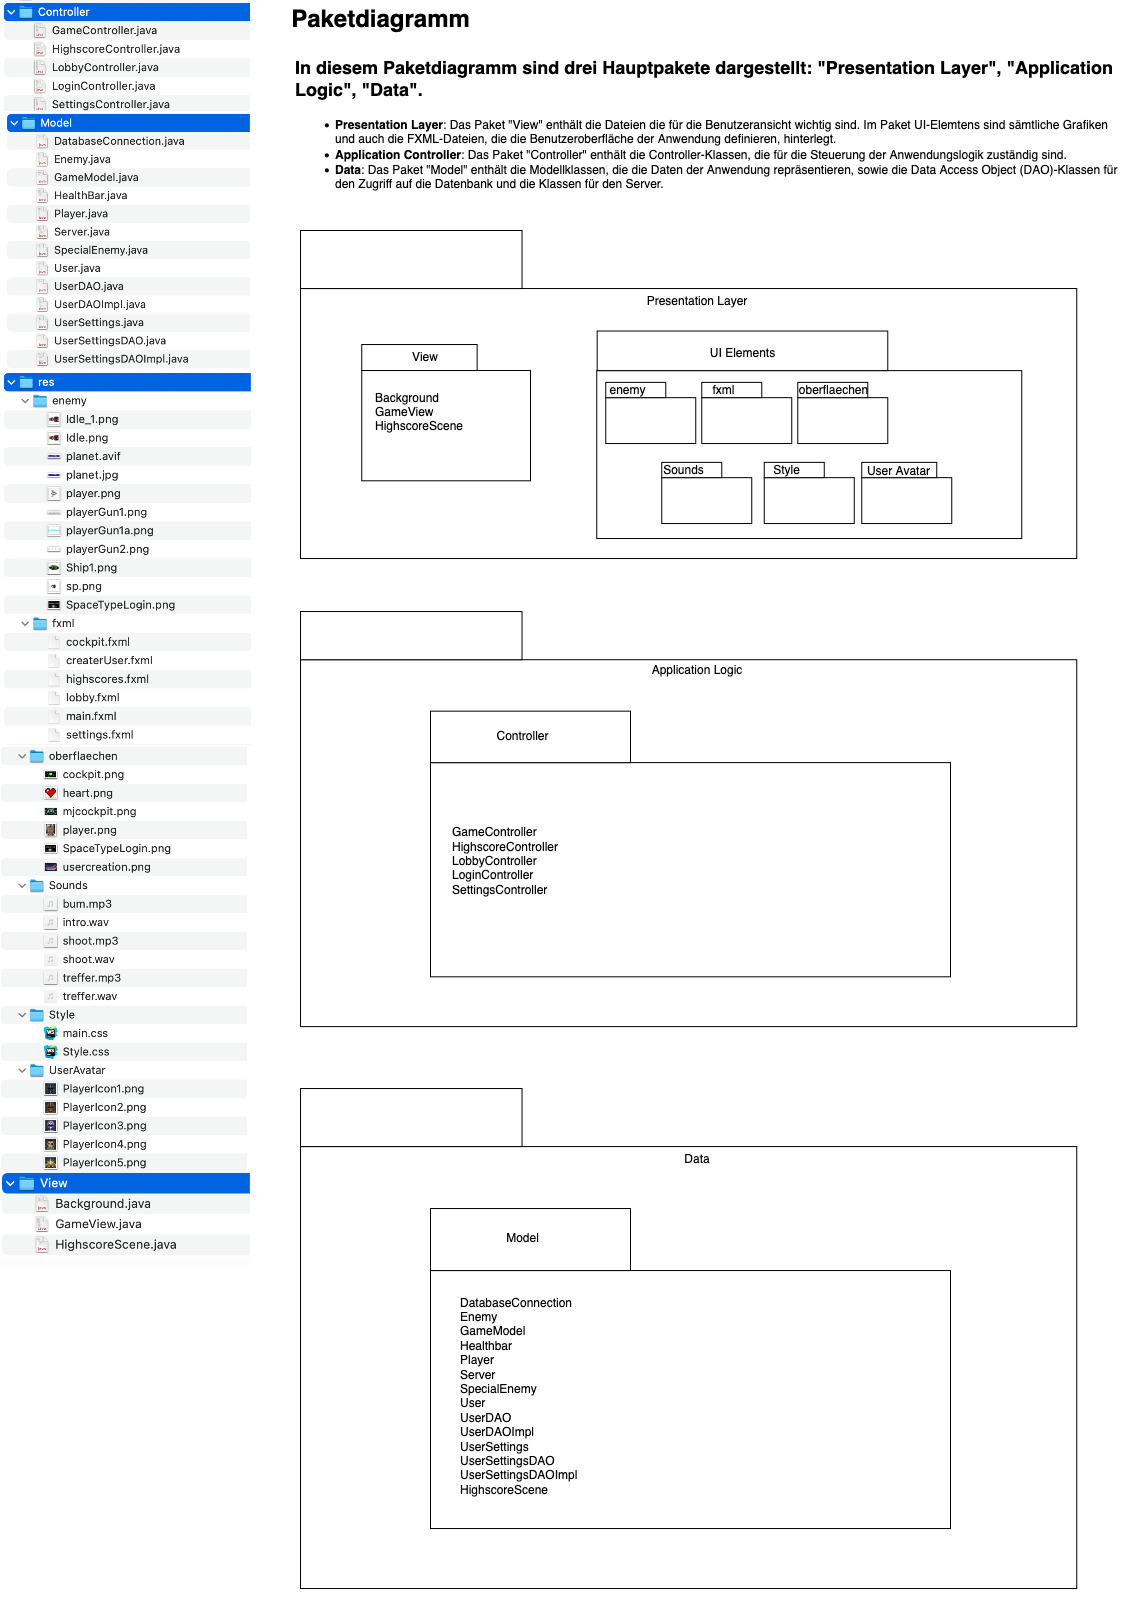 Controller
GameController.java
HighscoreController.java
LobbyController.java
LoginController.java
SettingsController.java
Model
DatabaseConnection.java
Enemy.java
GameModel.java
HealthBar.java
Player.java
Server.java
SpecialEnemy.java
User.java
UserDAO.java
UserDAOImpl.java
UserSettings.java
UserSettingsDAO.java
UserSettingsDAOImpl.java
res
enemy
Idle_1.png
Idle.png
planet.avif
planet.jpg
player.png
playerGun1.png
playerGun1a.png
playerGun2.png
Ship1.png
sp.png
SpaceTypeLogin.png
fxml
cockpit.fxml
createrUser.fxml
highscores.fxml
lobby.fxml
main.fxml
settings.fxml
oberflaechen
cockpit.png
heart.png
mjcockpit.png
player.png
SpaceTypeLogin.png
usercreation.png
Sounds
bum.mp3
intro.wav
shoot.mp3
shoot.wav
treffer.mp3
treffer.wav
Style
main.css
Style.css
UserAvatar
PlayerIcon1.png
PlayerIcon2.png
PlayerIcon3.png
PlayerIcon4.png
PlayerIcon5.png
View
Background.java
GameView.java
HighscoreScene.java
Paketdiagramm
In diesem Paketdiagramm sind drei Hauptpakete dargestellt: "Presentation Layer", "Application
Logic", "Data".
• Presentation Layer: Das Paket "View" enthält die Dateien die für die Benutzeransicht wichtig sind. Im Paket UI-Elemtens sind sämtliche Grafiken
und auch die FXML-Dateien, die die Benutzeroberfläche der Anwendung definieren, hinterlegt.
• Application Controller: Das Paket "Controller" enthält die Controller-Klassen, die für die Steuerung der Anwendungslogik zuständig sind.
• Data: Das Paket "Model" enthält die Modellklassen, die die Daten der Anwendung repräsentieren, sowie die Data Access Object (DAO)-Klassen für
den Zugriff auf die Datenbank und die Klassen für den Server.
Presentation Layer
View
Background
GameView
HighscoreScene
UI Elements
enemy
fxml
oberflaechen
Sounds
Style
User Avatar
Application Logic
Controller
GameController
HighscoreController
LobbyController
LoginController
SettingsController
Data
Model
DatabaseConnection
Enemy
GameModel
Healthbar
Player
Server
SpecialEnemy
User
UserDAO
UserDAOImpl
UserSettings
UserSettingsDAO
UserSettingsDAOImpl
HighscoreScene